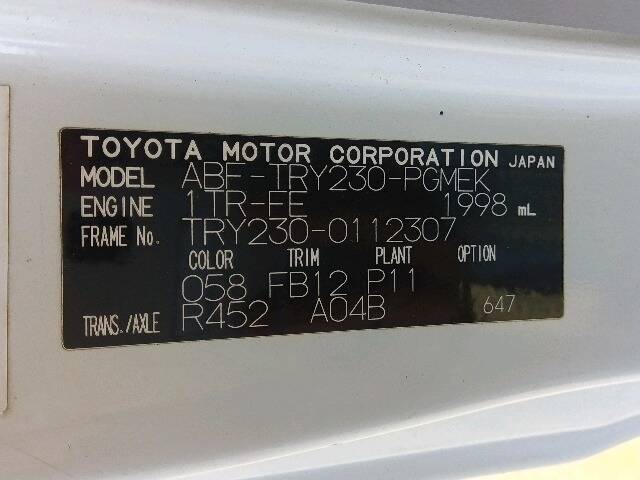 TOYOTA MOTOR CORPORATION JAPAN
MODEL ABF-TRY230-PGMEK
ENGINE 1TR-FE 1998 mL
FRAME No. TRY230-0112307
COLOR TRIM PLANT OPTION
058 FB12 P11
TRANS./AXLE R452 A04B 647